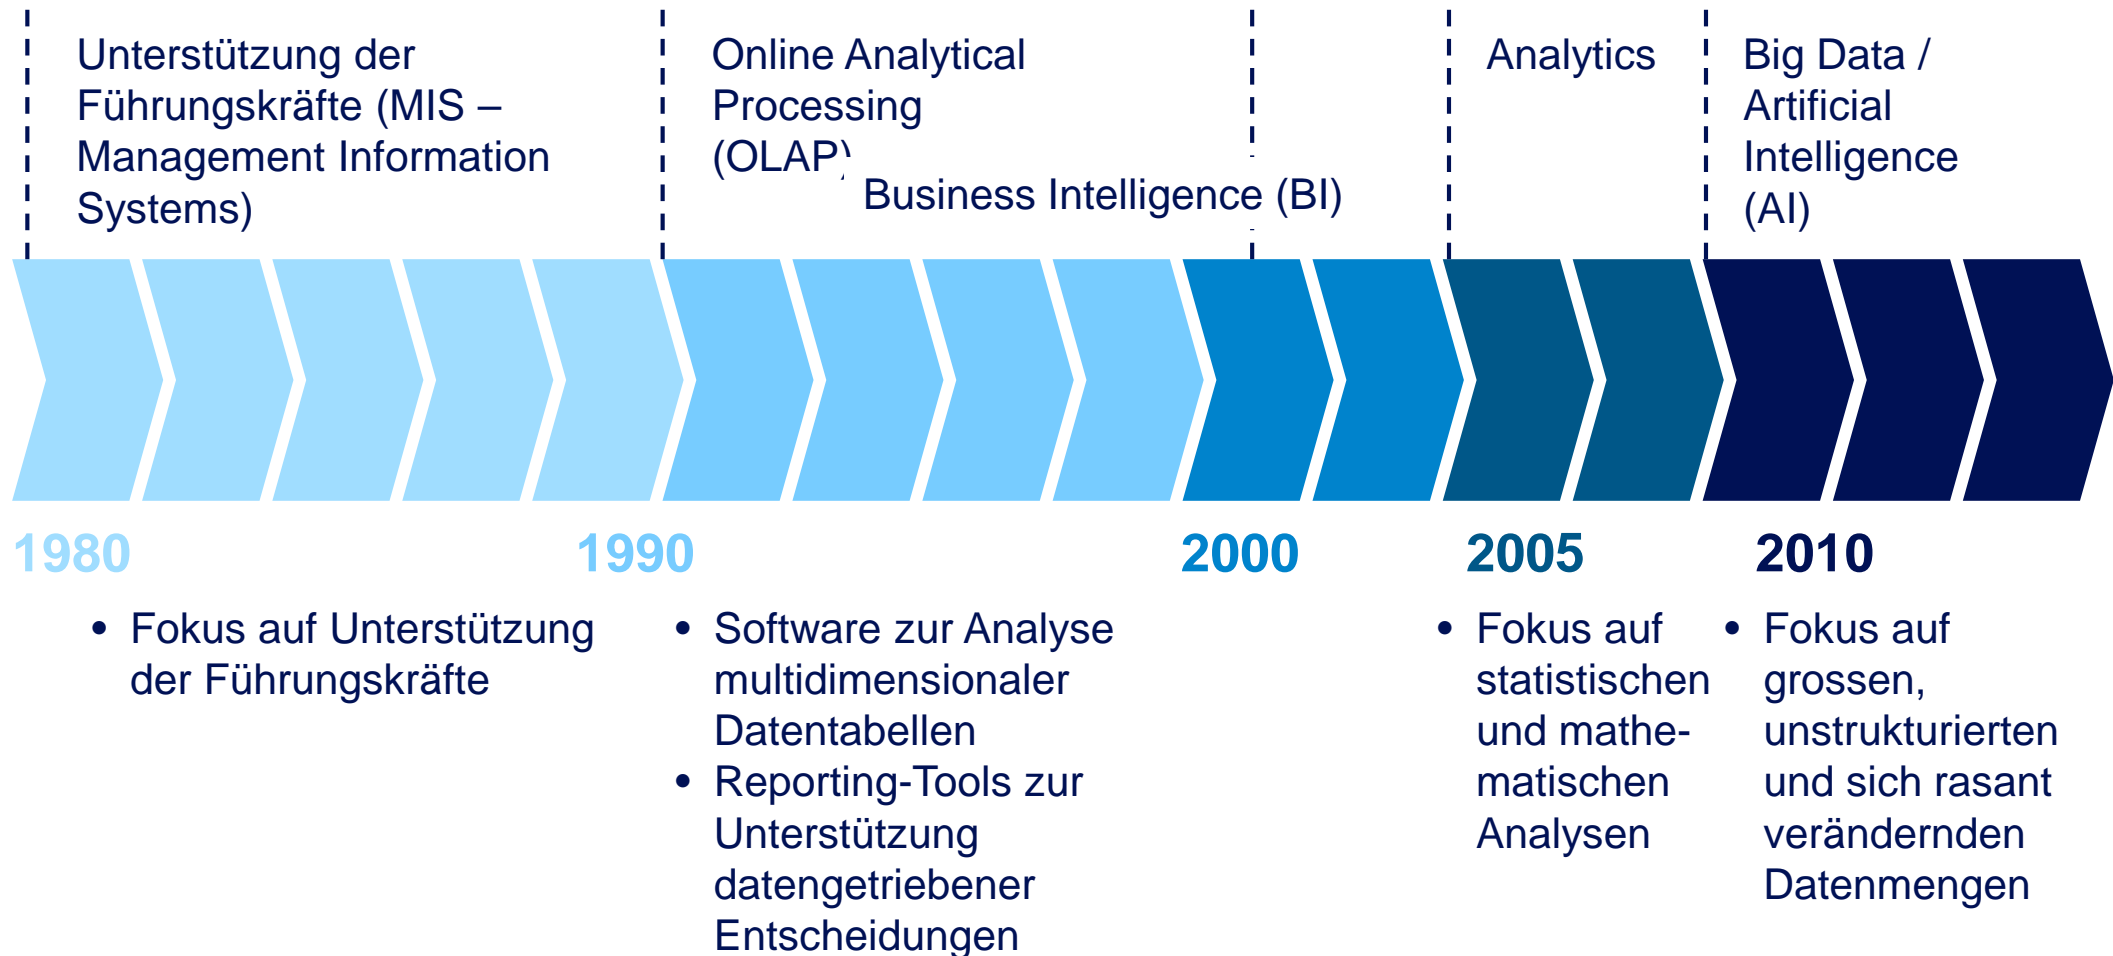 Unterstützung der
Führungskräfte (MIS –
Management Information
Systems)
Online Analytical
Processing
(OLAP)
Business Intelligence (BI)
Analytics
Big Data /
Artificial
Intelligence
(AI)
1980
1990
2000
2005
2010
• Fokus auf Unterstützung
der Führungskräfte
• Software zur Analyse
multidimensionaler
Datentabellen
• Reporting-Tools zur
Unterstützung
datengetriebener
Entscheidungen
• Fokus auf
statistischen
und mathe-
matischen
Analysen
• Fokus auf
grossen,
unstrukturierten
und sich rasant
verändernden
Datenmengen